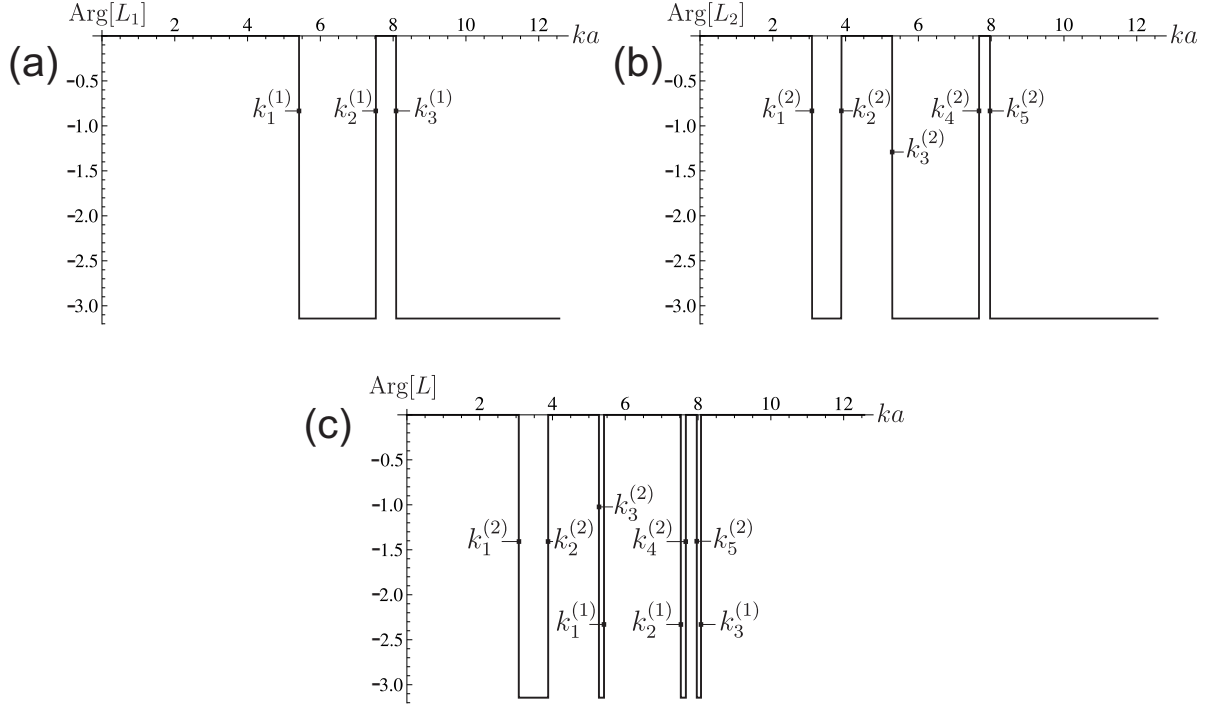 Arg[L₁]
2 4 6 8 10 12
ka
(a)
−0.5
−1.0
−1.5
−2.0
−2.5
−3.0
k₁⁽¹⁾ k₂⁽¹⁾ k₃⁽¹⁾
Arg[L₂]
2 4 6 8 10 12
ka
(b)
−0.5
−1.0
−1.5
−2.0
−2.5
−3.0
k₁⁽²⁾ k₂⁽²⁾ k₄⁽²⁾ k₅⁽²⁾
k₃⁽²⁾
Arg[L]
2 4 6 8 10 12
ka
(c)
−0.5
−1.0
−1.5
−2.0
−2.5
−3.0
k₃⁽²⁾
k₁⁽²⁾ k₂⁽²⁾ k₄⁽²⁾ k₅⁽²⁾
k₁⁽¹⁾ k₂⁽¹⁾ k₃⁽¹⁾